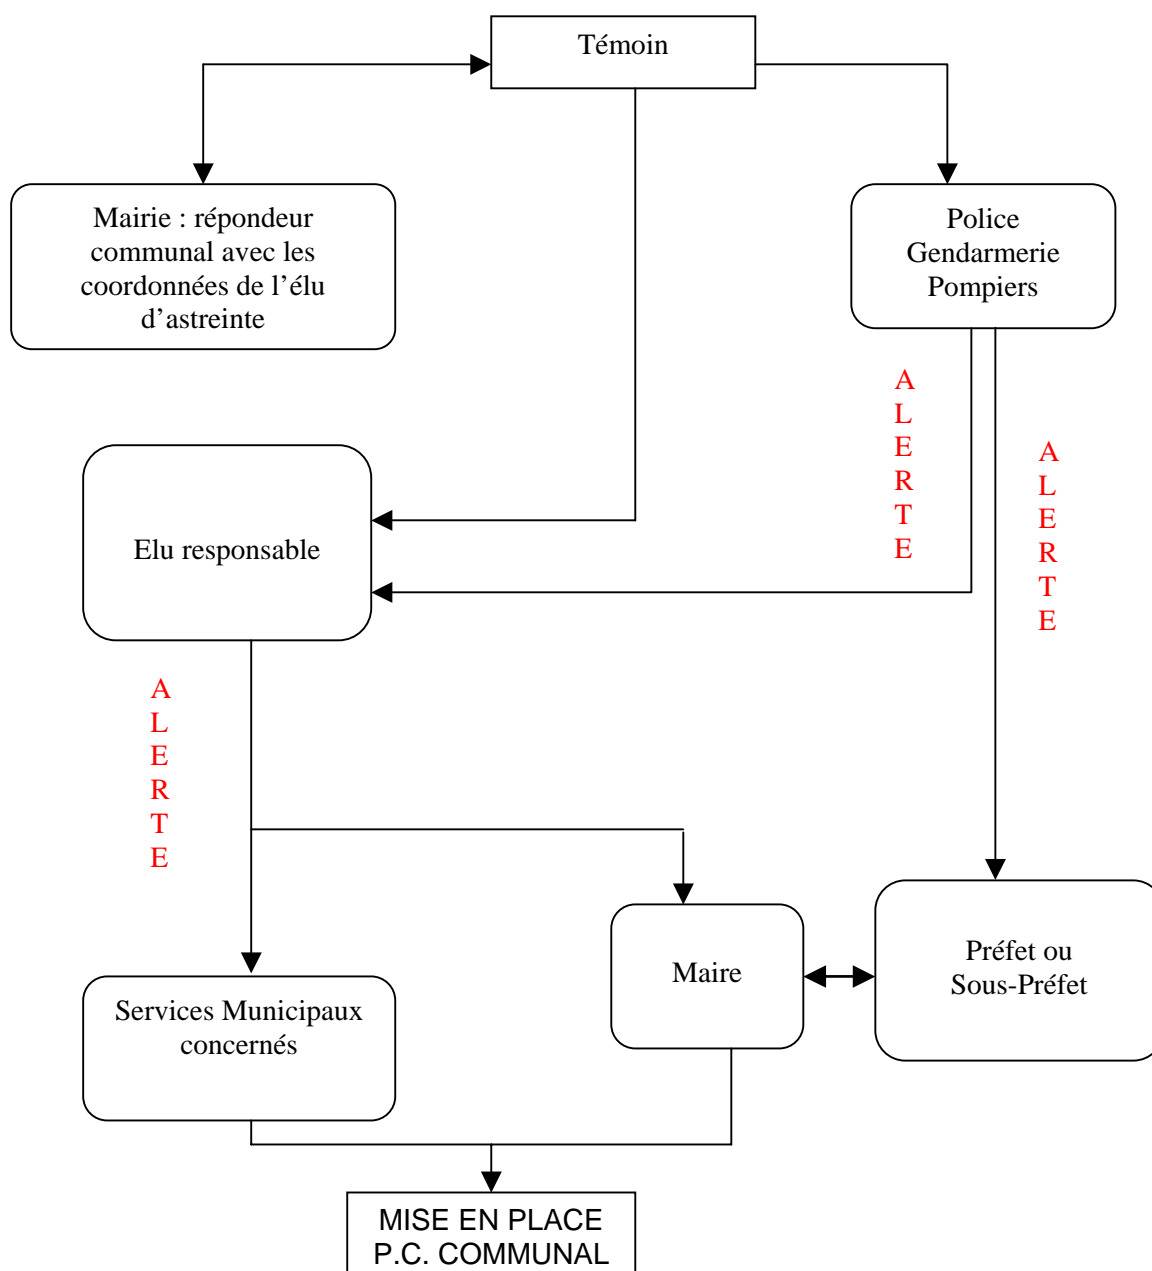 Témoin
Mairie : répondeur
communal avec les
coordonnées de l’élu
d’astreinte
Police
Gendarmerie
Pompiers
A
L
E
R
T
E
A
L
E
R
T
E
Elu responsable
A
L
E
R
T
E
Maire
Préfet ou
Sous-Préfet
Services Municipaux
concernés
MISE EN PLACE
P.C. COMMUNAL